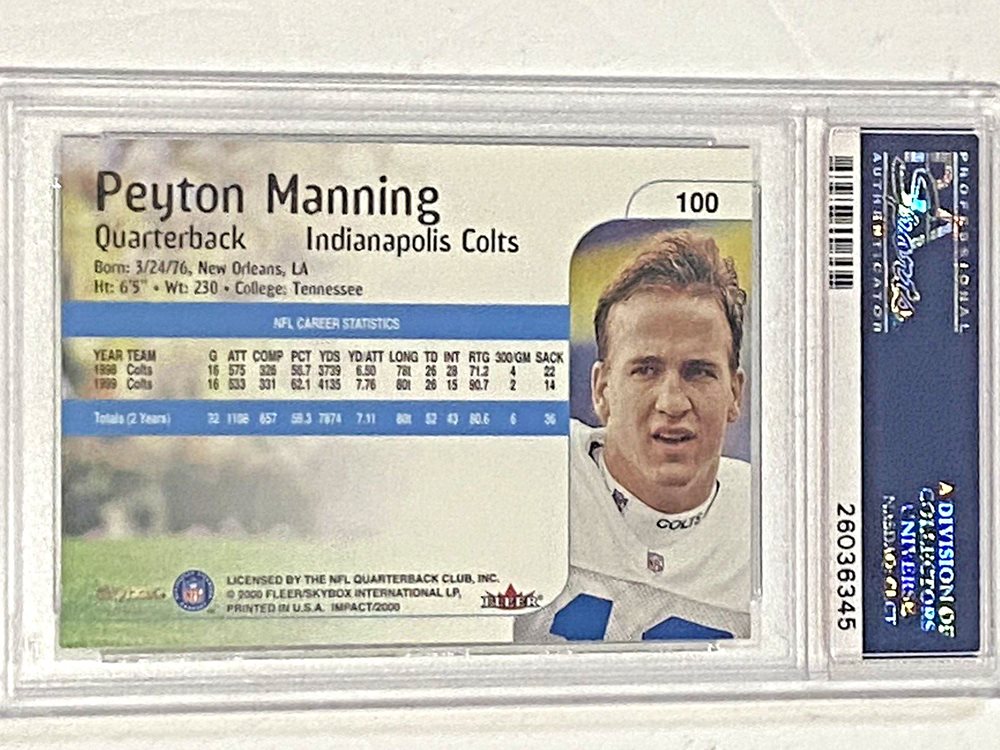 Peyton Manning
100
Quarterback Indianapolis Colts
Born: 3/24/76, New Orleans, LA
Ht: 6'5" • Wt: 230 • College: Tennessee
NFL CAREER STATISTICS
YEAR TEAM G ATT COMP PCT YDS YD/ATT LONG TD INT RTG 300/GM SACK
1998 Colts 16 575 326 56.7 3739 6.50 78t 26 28 71.2 4 22
1999 Colts 16 533 331 62.1 4135 7.76 80t 26 15 90.7 2 14
Totals (2 Years) 32 1108 657 59.3 7874 7.11 80t 52 43 80.6 6 36
COLTS
LICENSED BY THE NFL QUARTERBACK CLUB, INC.
© 2000 FLEER/SKYBOX INTERNATIONAL LP,
PRINTED IN U.S.A. IMPACT/2000
FLEER
26036345
PROFESSIONAL
SPORTS
AUTHENTICATOR
A DIVISION OF
COLLECTORS
UNIVERSE
NASDAQ: CLCT